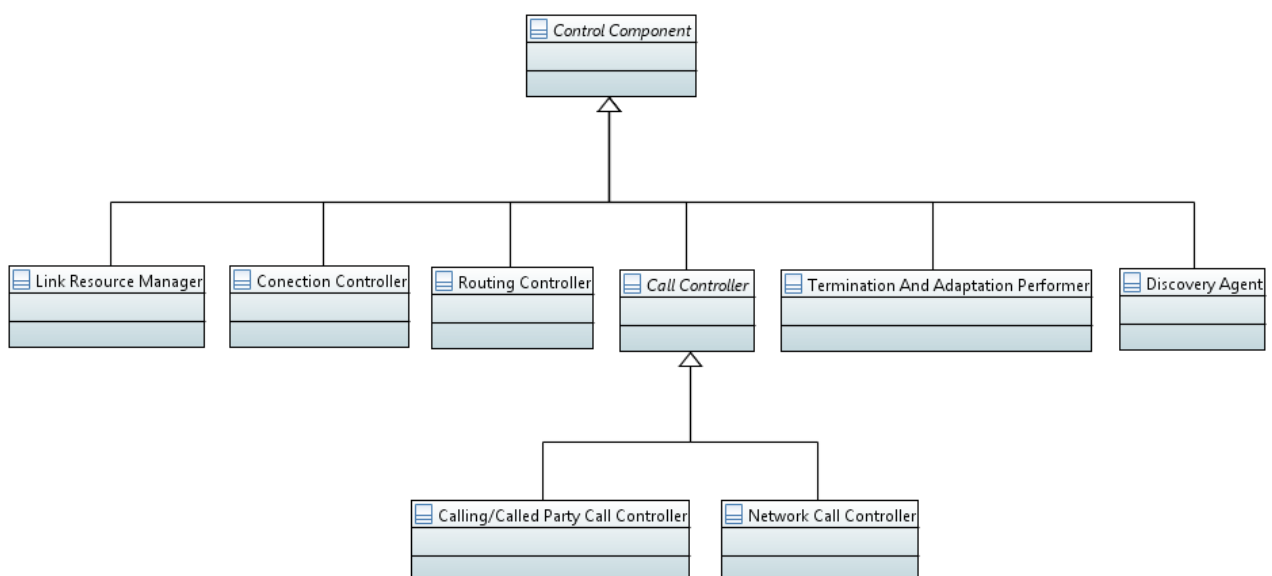 Control Component
Link Resource Manager
Conection Controller
Routing Controller
Call Controller
Termination And Adaptation Performer
Discovery Agent
Calling/Called Party Call Controller
Network Call Controller